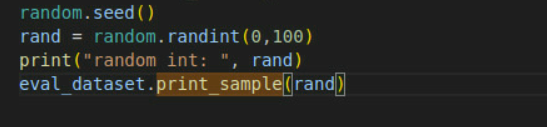 random.seed()
rand = random.randint(0,100)
print("random int: ", rand)
eval_dataset.print_sample(rand)